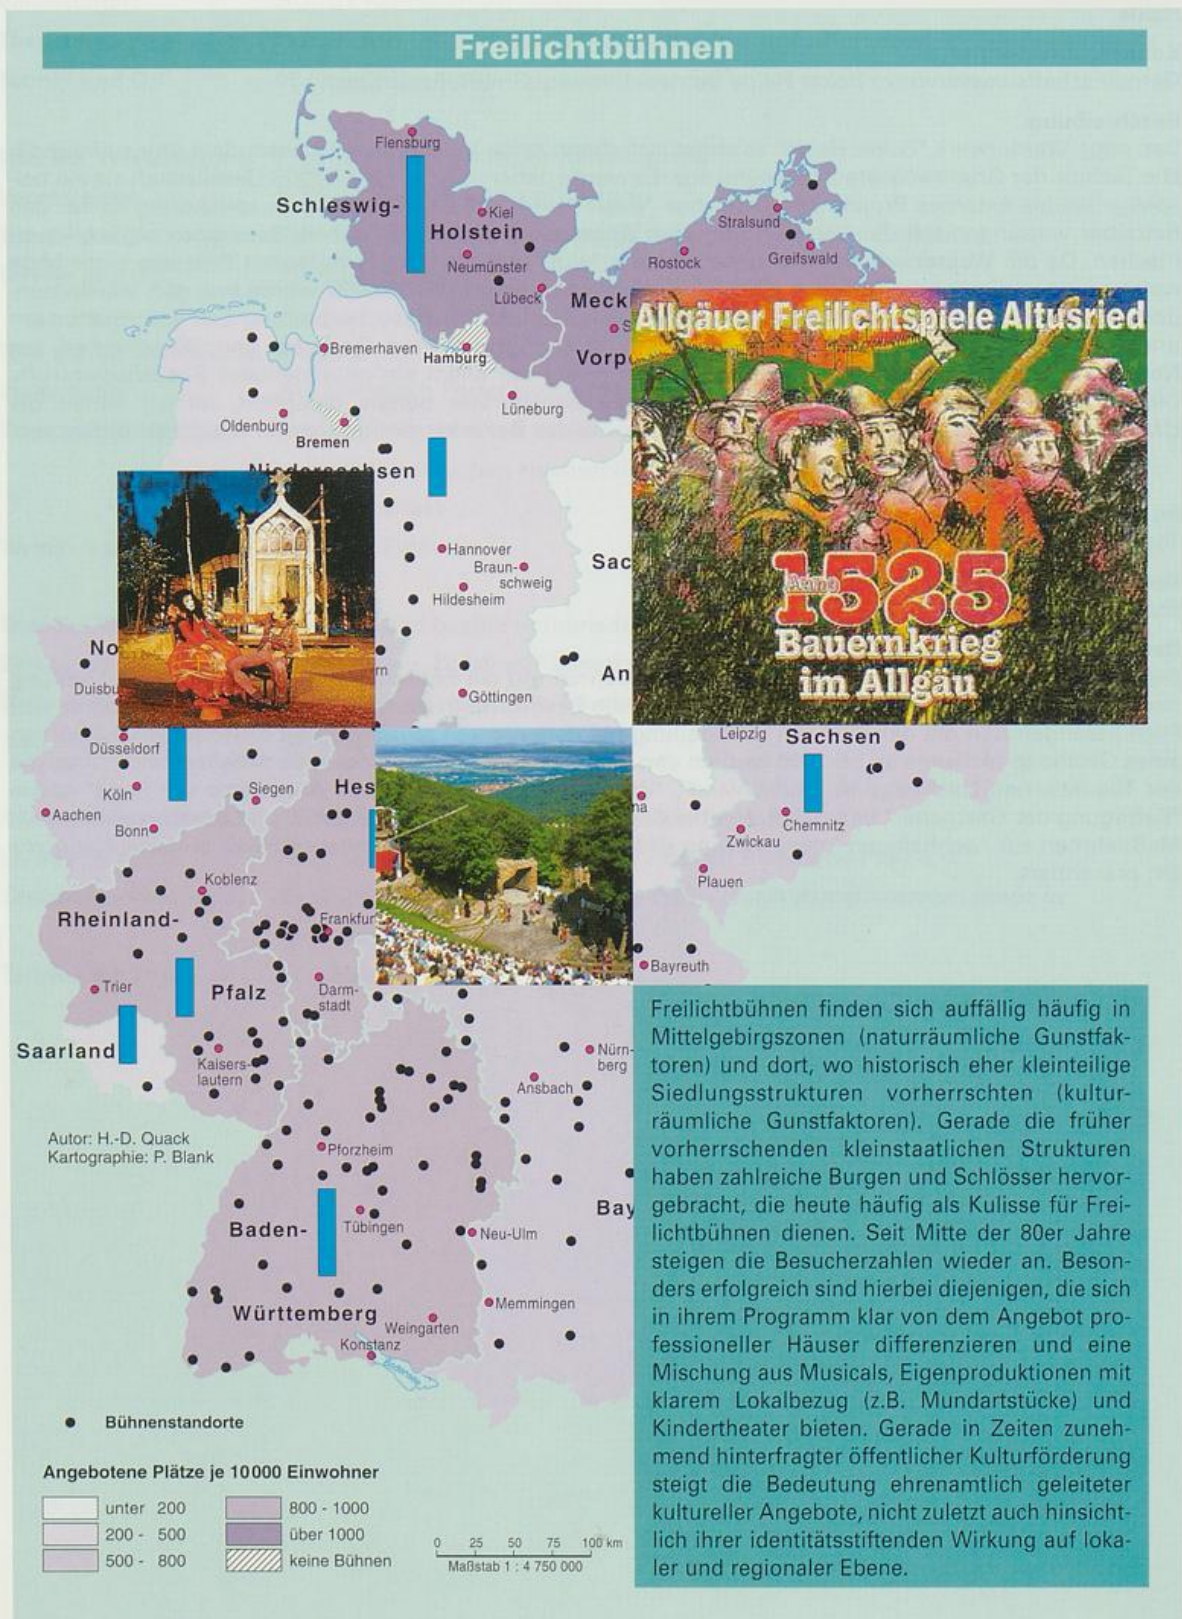 Freilichtbühnen
Flensburg
Schleswig-
Holstein
Kiel
Neumünster
Lübeck
Stralsund
Greifswald
Rostock
Meck
S
Vorp
Bremerhaven
Hamburg
Lüneburg
Oldenburg
Bremen
Niedersachsen
Hannover
Braun-
schweig
Hildesheim
Göttingen
Sac
An
Allgäuer Freilichtspiele Altusried
Anno
1525
Bauernkrieg
im Allgäu
No
rn
Duisbu
Düsseldorf
Köln
Aachen
Bonn
Siegen
Hes
Leipzig
Sachsen
na
Chemnitz
Zwickau
Plauen
Koblenz
Rheinland-
Pfalz
Frankfur
Trier
Darm-
stadt
Saarland
Kaisers-
lautern
Bayreuth
Nürn-
berg
Ansbach
Autor: H.-D. Quack
Kartographie: P. Blank
Pforzheim
Baden-
Württemberg
Tübingen
Neu-Ulm
Bay
Memmingen
Weingarten
Konstanz
Bodensee
Freilichtbühnen finden sich auffällig häufig in
Mittelgebirgszonen (naturräumliche Gunstfak-
toren) und dort, wo historisch eher kleinteilige
Siedlungsstrukturen vorherrschten (kultur-
räumliche Gunstfaktoren). Gerade die früher
vorherrschenden kleinstaatlichen Strukturen
haben zahlreiche Burgen und Schlösser hervor-
gebracht, die heute häufig als Kulisse für Frei-
lichtbühnen dienen. Seit Mitte der 80er Jahre
steigen die Besucherzahlen wieder an. Beson-
ders erfolgreich sind hierbei diejenigen, die sich
in ihrem Programm klar von dem Angebot pro-
fessioneller Häuser differenzieren und eine
Mischung aus Musicals, Eigenproduktionen mit
klarem Lokalbezug (z.B. Mundartstücke) und
Kindertheater bieten. Gerade in Zeiten zuneh-
mend hinterfragter öffentlicher Kulturförderung
steigt die Bedeutung ehrenamtlich geleiteter
kultureller Angebote, nicht zuletzt auch hinsicht-
lich ihrer identitätsstiftenden Wirkung auf loka-
ler und regionaler Ebene.
Bühnenstandorte
Angebotene Plätze je 10000 Einwohner
unter 200
200 - 500
500 - 800
800 - 1000
über 1000
keine Bühnen
0 25 50 75 100 km
Maßstab 1 : 4 750 000